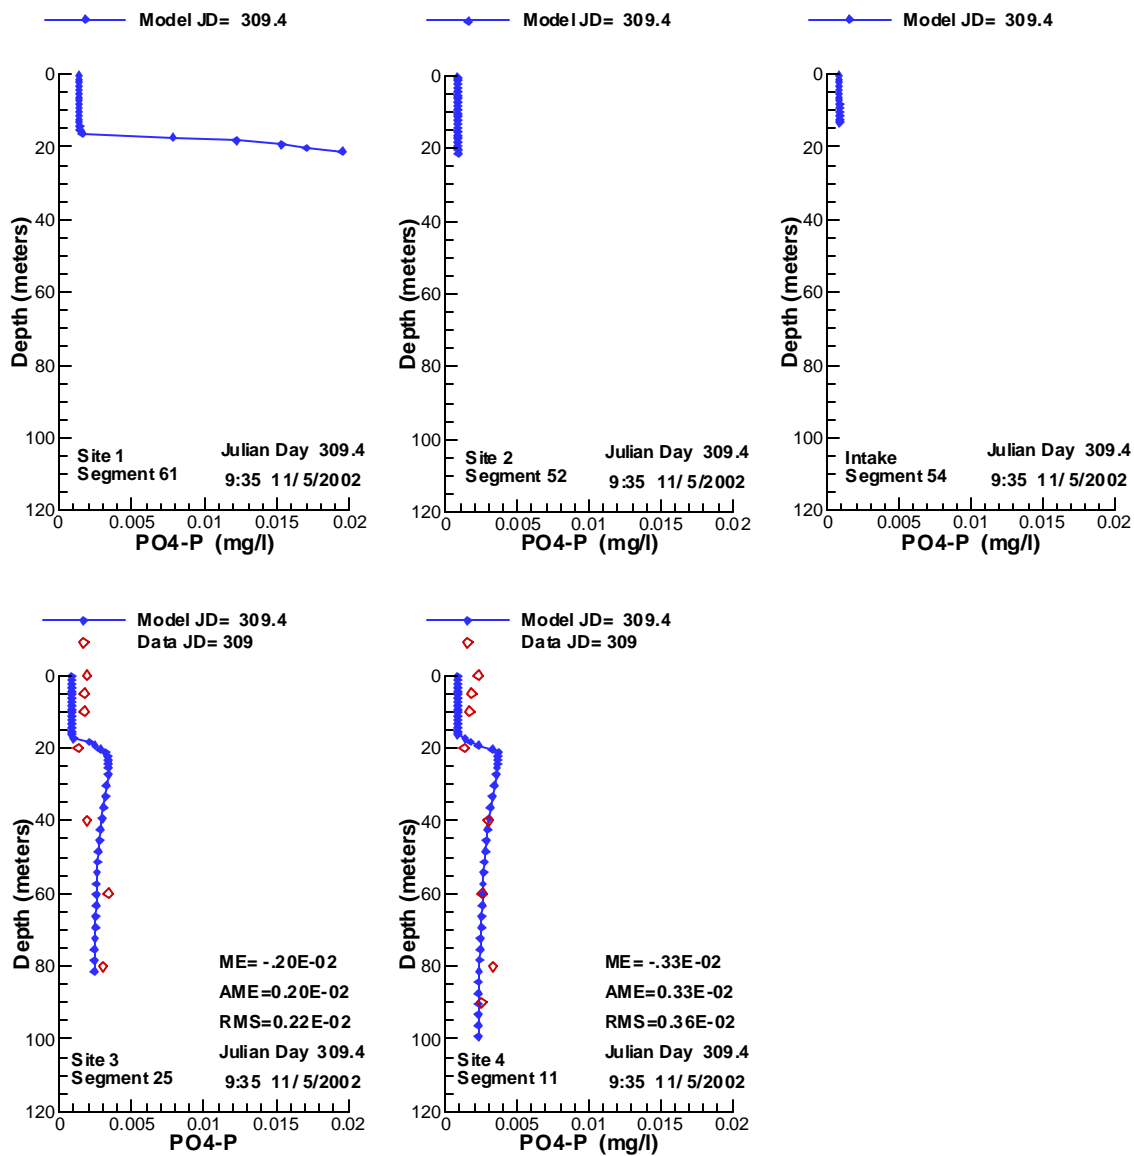 Model JD= 309.4
0
20
40
60
80
100
120
Depth (meters)
Site 1
Segment 61
Julian Day 309.4
9:35 11/ 5/2002
0 0.005 0.01 0.015 0.02
PO4-P (mg/l)
Model JD= 309.4
0
20
40
60
80
100
120
Depth (meters)
Site 2
Segment 52
Julian Day 309.4
9:35 11/ 5/2002
0 0.005 0.01 0.015 0.02
PO4-P (mg/l)
Model JD= 309.4
0
20
40
60
80
100
120
Depth (meters)
Intake
Segment 54
Julian Day 309.4
9:35 11/ 5/2002
0 0.005 0.01 0.015 0.02
PO4-P (mg/l)
Model JD= 309.4
Data JD= 309
0
20
40
60
80
100
120
Depth (meters)
ME= -.20E-02
AME=0.20E-02
RMS=0.22E-02
Site 3
Segment 25
Julian Day 309.4
9:35 11/ 5/2002
0 0.005 0.01 0.015 0.02
PO4-P
Model JD= 309.4
Data JD= 309
0
20
40
60
80
100
120
Depth (meters)
ME= -.33E-02
AME=0.33E-02
RMS=0.36E-02
Site 4
Segment 11
Julian Day 309.4
9:35 11/ 5/2002
0 0.005 0.01 0.015 0.02
PO4-P (mg/l)